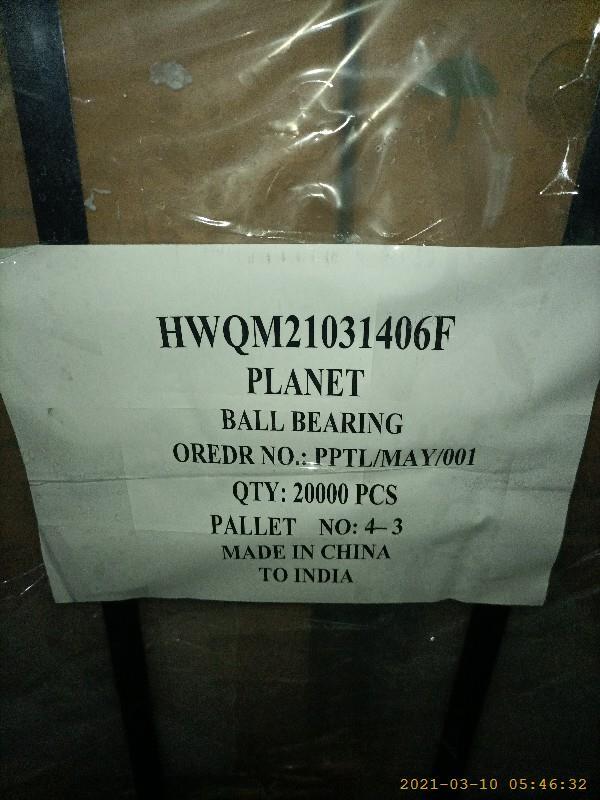 HWQM21031406F
PLANET
BALL BEARING
OREDR NO.: PPTL/MAY/001
QTY: 20000 PCS
PALLET NO: 4-3
MADE IN CHINA
TO INDIA
2021-03-10 05:46:32